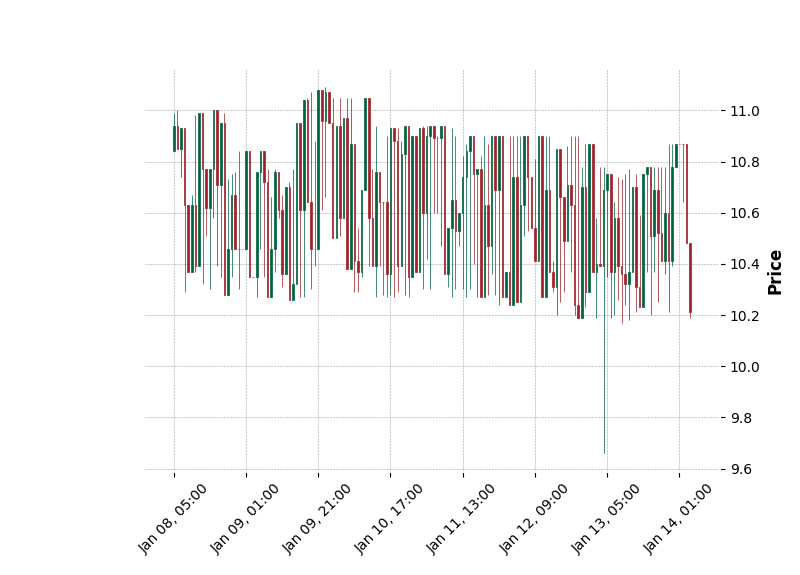 11.0
10.8
10.6
10.4
10.2
10.0
9.8
9.6
Price
Jan 08, 05:00
Jan 09, 01:00
Jan 09, 21:00
Jan 10, 17:00
Jan 11, 13:00
Jan 12, 09:00
Jan 13, 05:00
Jan 14, 01:00